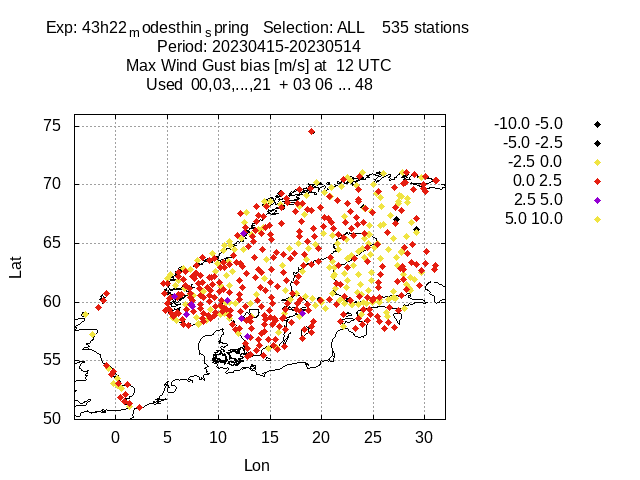 Exp: 43h22modesthinspring Selection: ALL 535 stations
Period: 20230415-20230514
Max Wind Gust bias [m/s] at 12 UTC
Used 00,03,...,21 + 03 06 ... 48
-10.0 -5.0
-5.0 -2.5
-2.5 0.0
0.0 2.5
2.5 5.0
5.0 10.0
75
70
65
60
55
50
Lat
0 5 10 15 20 25 30
Lon